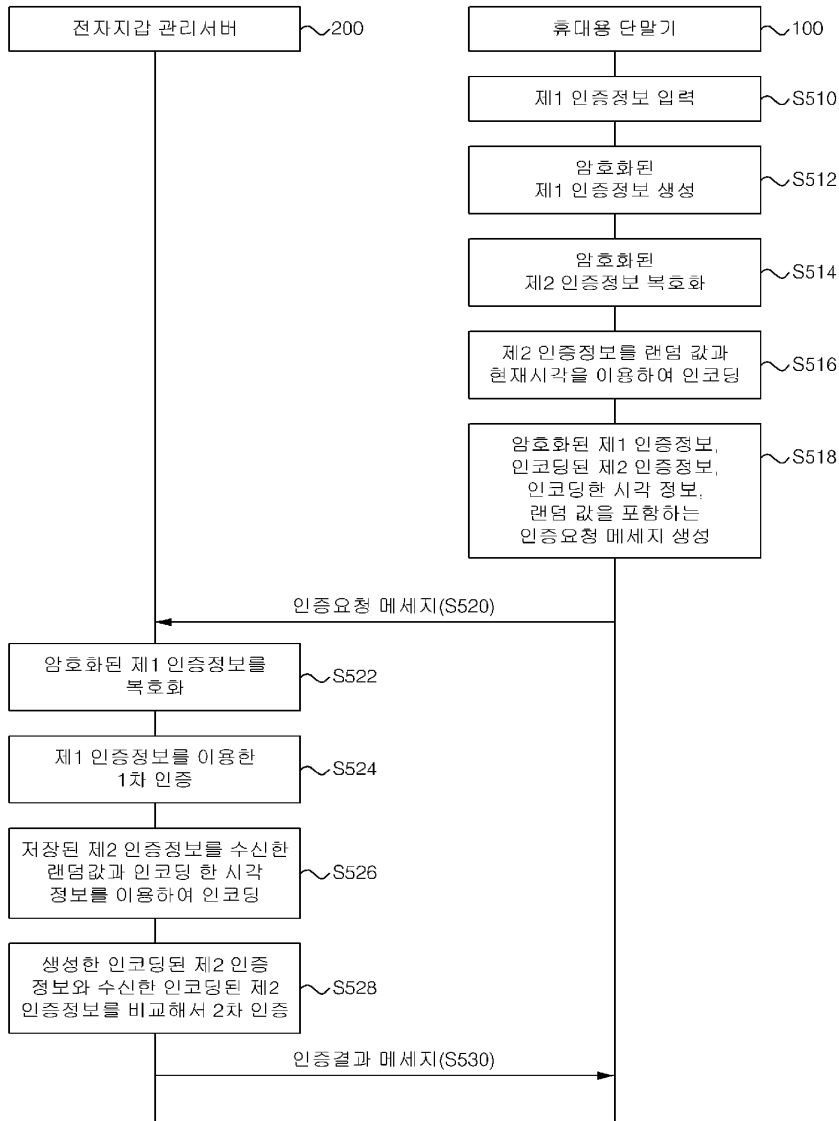 전자지갑 관리서버
200
휴대용 단말기
100
제1 인증정보 입력
S510
암호화된
제1 인증정보 생성
S512
암호화된
제2 인증정보 복호화
S514
제2 인증정보를 랜덤 값과
현재시각을 이용하여 인코딩
S516
암호화된 제1 인증정보,
인코딩된 제2 인증정보,
인코딩한 시각 정보,
랜덤 값을 포함하는
인증요청 메세지 생성
S518
인증요청 메세지(S520)
암호화된 제1 인증정보를
복호화
S522
제1 인증정보를 이용한
1차 인증
S524
저장된 제2 인증정보를 수신한
랜덤값과 인코딩 한 시각
정보를 이용하여 인코딩
S526
생성한 인코딩된 제2 인증
정보와 수신한 인코딩된 제2
인증정보를 비교해서 2차 인증
S528
인증결과 메세지(S530)